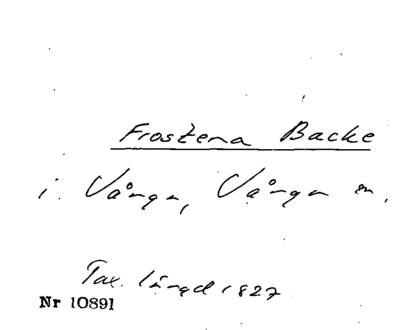 Frostena Backe
i. Vånga, Vånga sn.
Tax. längd 1827
Nr 10891